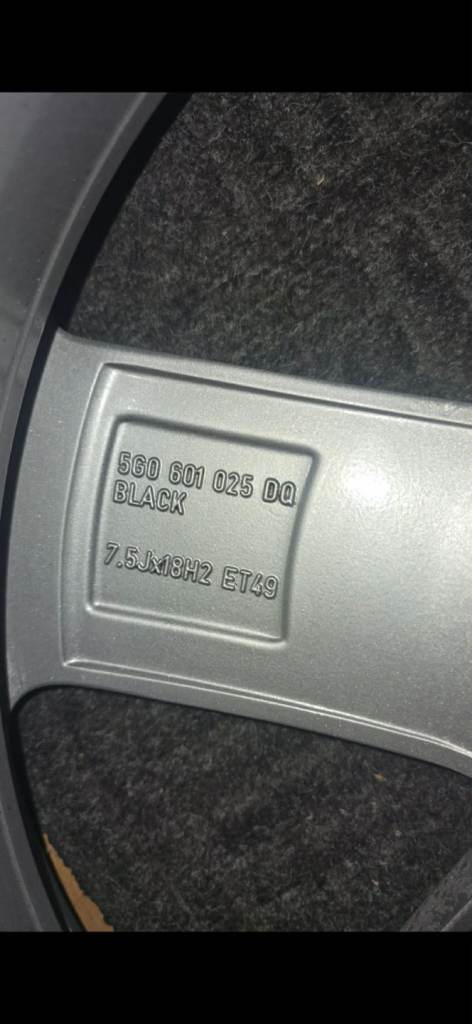 5G0 601 025 DQ
BLACK
7.5Jx18H2 ET49